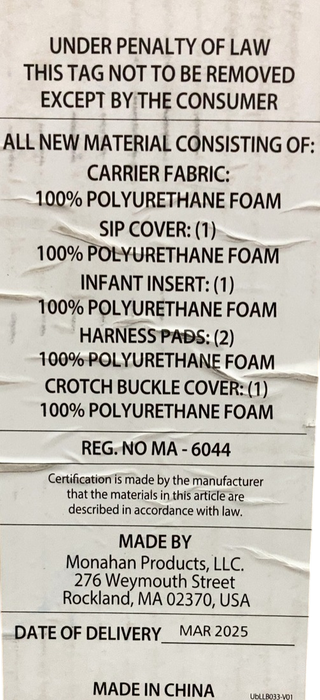 UNDER PENALTY OF LAW
THIS TAG NOT TO BE REMOVED
EXCEPT BY THE CONSUMER
ALL NEW MATERIAL CONSISTING OF:
CARRIER FABRIC:
100% POLYURETHANE FOAM
SIP COVER: (1)
100% POLYURETHANE FOAM
INFANT INSERT: (1)
100% POLYURETHANE FOAM
HARNESS PADS: (2)
100% POLYURETHANE FOAM
CROTCH BUCKLE COVER: (1)
100% POLYURETHANE FOAM
REG. NO MA - 6044
Certification is made by the manufacturer
that the materials in this article are
described in accordance with law.
MADE BY
Monahan Products, LLC.
276 Weymouth Street
Rockland, MA 02370, USA
DATE OF DELIVERY MAR 2025
MADE IN CHINA
UbLLB033-V01